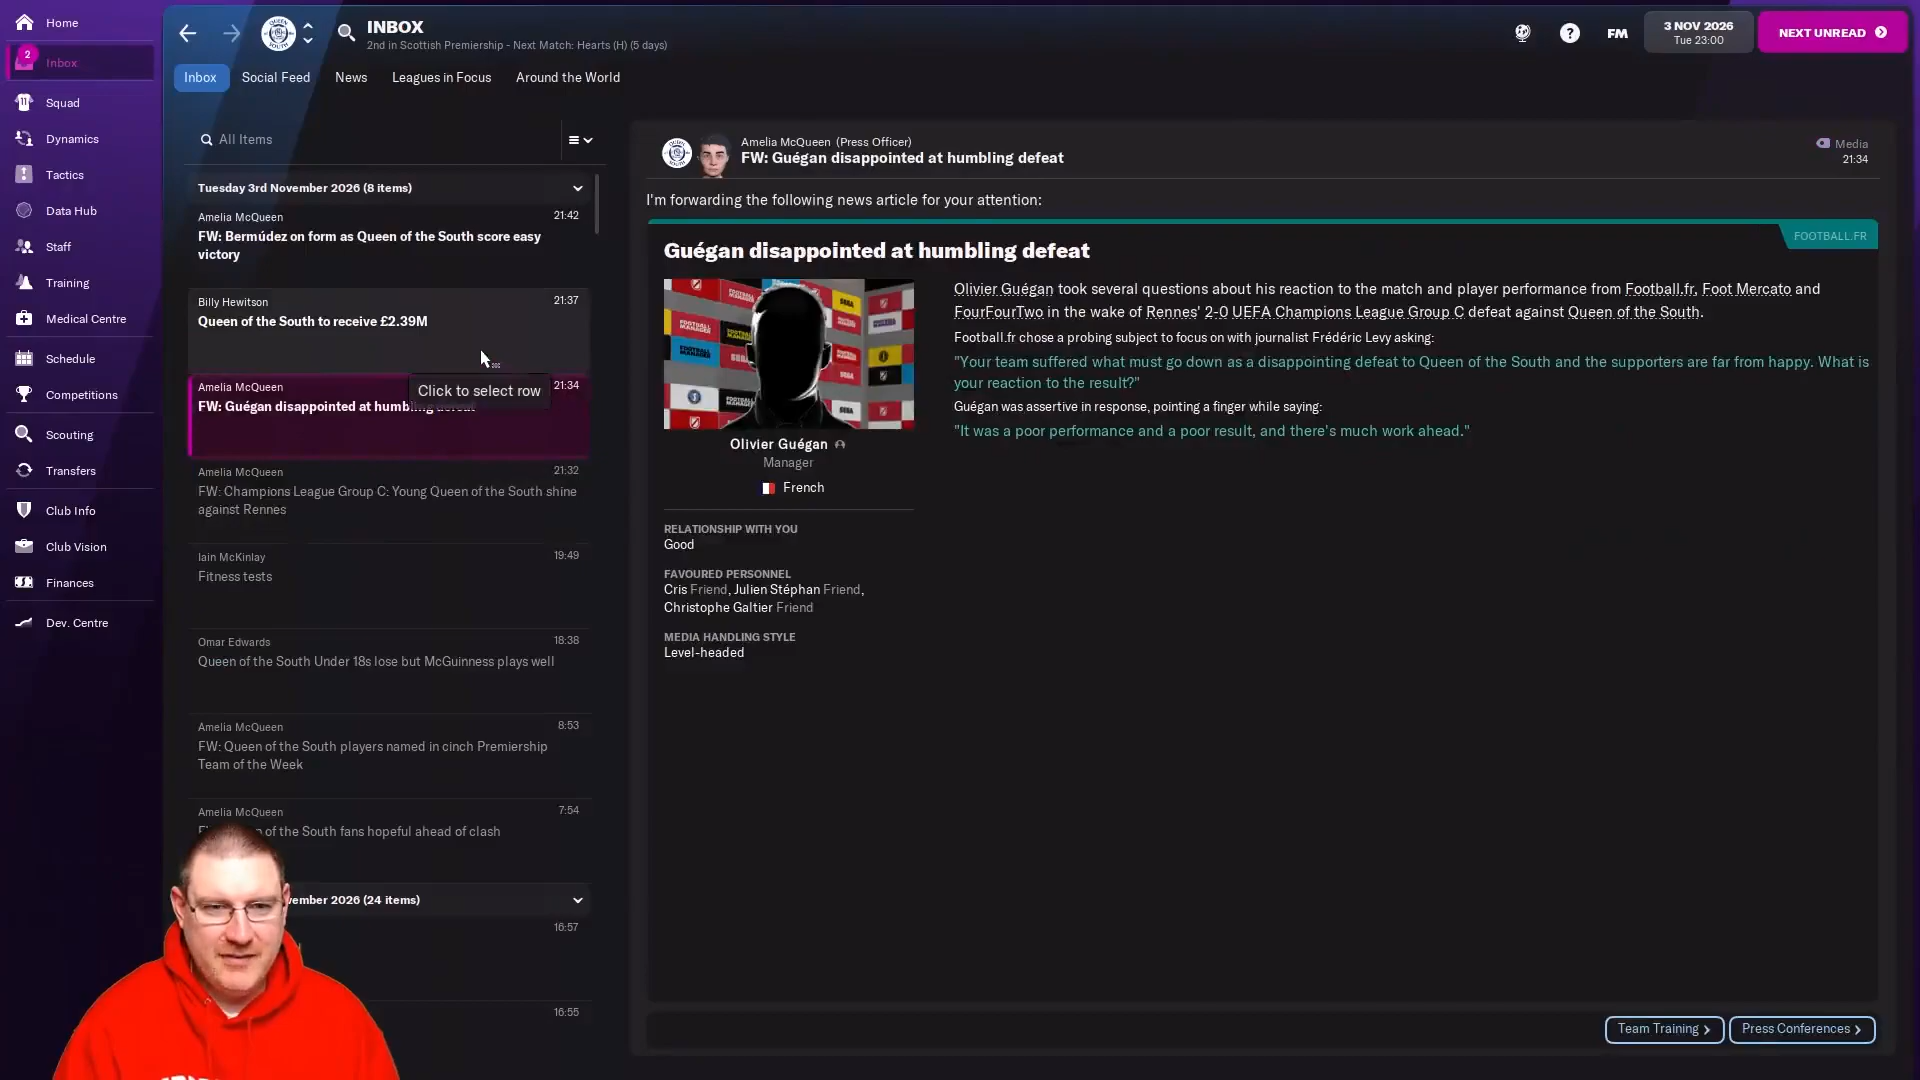 Home
2
Inbox
Squad
Dynamics
Tactics
Data Hub
Staff
Training
Medical Centre
Schedule
Competitions
Scouting
Transfers
Club Info
Club Vision
Finances
Dev. Centre
INBOX
2nd in Scottish Premiership - Next Match: Hearts (H) (5 days)
FM
3 NOV 2026
Tue 23:00
NEXT UNREAD
Inbox
Social Feed
News
Leagues in Focus
Around the World
All Items
Tuesday 3rd November 2026 (8 items)
Amelia McQueen
21:42
FW: Bermúdez on form as Queen of the South score easy
victory
Billy Hewitson
21:37
Queen of the South to receive £2.39M
Click to select row
Amelia McQueen
21:34
FW: Guégan disappointed at humbling defeat
Amelia McQueen
21:32
FW: Champions League Group C: Young Queen of the South shine
against Rennes
Iain McKinlay
19:49
Fitness tests
Omar Edwards
18:38
Queen of the South Under 18s lose but McGuinness plays well
Amelia McQueen
8:53
FW: Queen of the South players named in cinch Premiership
Team of the Week
Amelia McQueen
7:54
of the South fans hopeful ahead of clash
vember 2026 (24 items)
16:57
16:55
Amelia McQueen (Press Officer)
FW: Guégan disappointed at humbling defeat
Media
21:34
I'm forwarding the following news article for your attention:
FOOTBALL.FR
Guégan disappointed at humbling defeat
Olivier Guégan took several questions about his reaction to the match and player performance from Football.fr, Foot Mercato and
FourFourTwo in the wake of Rennes' 2-0 UEFA Champions League Group C defeat against Queen of the South.
Football.fr chose a probing subject to focus on with journalist Frédéric Levy asking:
"Your team suffered what must go down as a disappointing defeat to Queen of the South and the supporters are far from happy. What is
your reaction to the result?"
Guégan was assertive in response, pointing a finger while saying:
"It was a poor performance and a poor result, and there's much work ahead."
Olivier Guégan
Manager
French
RELATIONSHIP WITH YOU
Good
FAVOURED PERSONNEL
Cris Friend, Julien Stéphan Friend,
Christophe Galtier Friend
MEDIA HANDLING STYLE
Level-headed
Team Training
Press Conferences